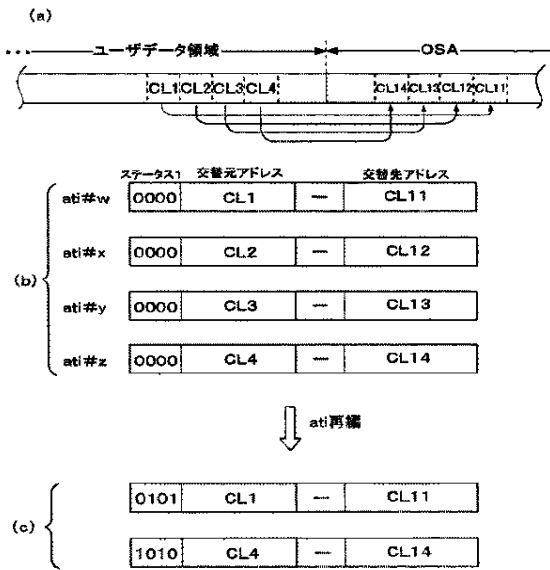 (a)
••• ユーザデータ領域 OSA
CL1 CL2 CL3 CL4 CL14 CL13 CL12 CL11
ステータス1 交替元アドレス 交替先アドレス
(b)
ati#w 0000 CL1 — CL11
ati#x 0000 CL2 — CL12
ati#y 0000 CL3 — CL13
ati#z 0000 CL4 — CL14
ati再編
(c)
0101 CL1 — CL11
1010 CL4 — CL14